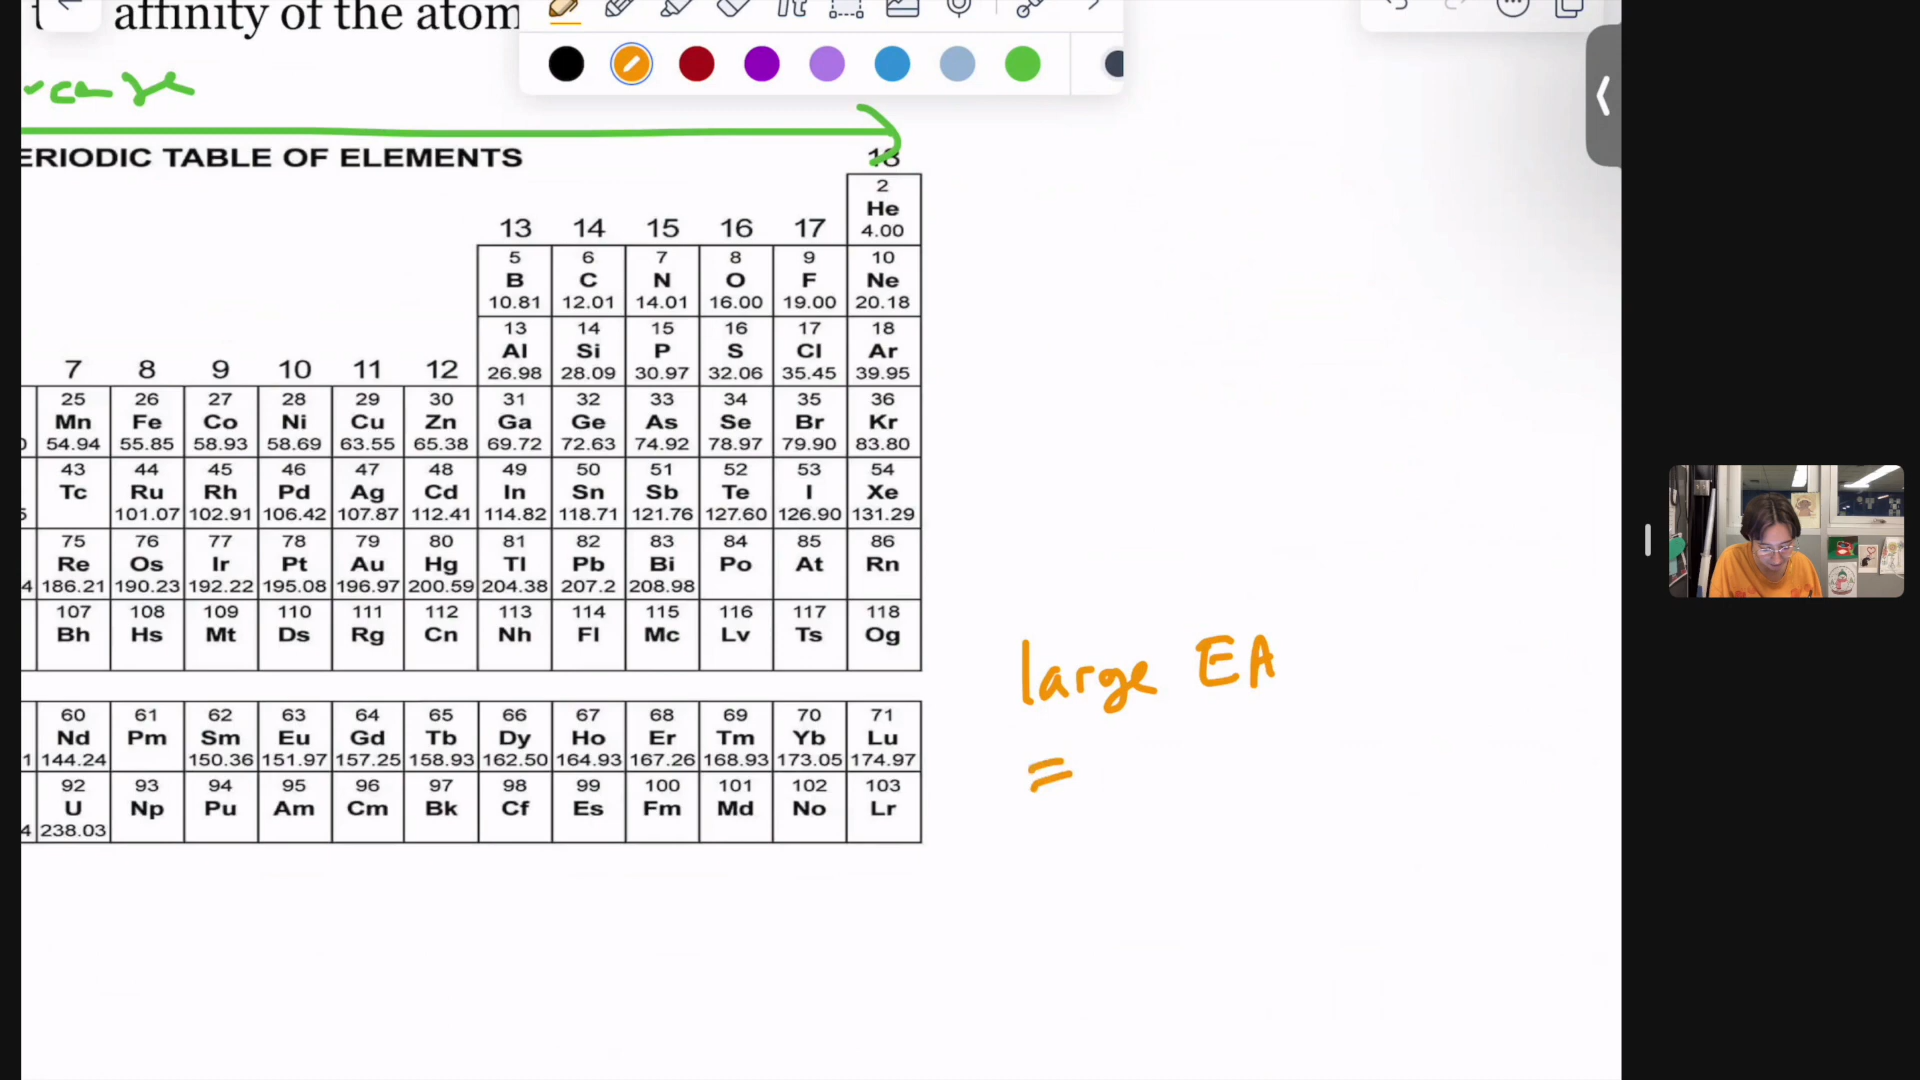 affinity of the atom
ERIODIC TABLE OF ELEMENTS
18
2
He
4.00
13 14 15 16 17
5 6 7 8 9 10
B C N O F Ne
10.81 12.01 14.01 16.00 19.00 20.18
13 14 15 16 17 18
Al Si P S Cl Ar
26.98 28.09 30.97 32.06 35.45 39.95
7 8 9 10 11 12
25 26 27 28 29 30 31 32 33 34 35 36
Mn Fe Co Ni Cu Zn Ga Ge As Se Br Kr
54.94 55.85 58.93 58.69 63.55 65.38 69.72 72.63 74.92 78.97 79.90 83.80
43 44 45 46 47 48 49 50 51 52 53 54
Tc Ru Rh Pd Ag Cd In Sn Sb Te I Xe
101.07 102.91 106.42 107.87 112.41 114.82 118.71 121.76 127.60 126.90 131.29
75 76 77 78 79 80 81 82 83 84 85 86
Re Os Ir Pt Au Hg Tl Pb Bi Po At Rn
4 186.21 190.23 192.22 195.08 196.97 200.59 204.38 207.2 208.98
107 108 109 110 111 112 113 114 115 116 117 118
Bh Hs Mt Ds Rg Cn Nh Fl Mc Lv Ts Og
60 61 62 63 64 65 66 67 68 69 70 71
Nd Pm Sm Eu Gd Tb Dy Ho Er Tm Yb Lu
1 144.24 150.36 151.97 157.25 158.93 162.50 164.93 167.26 168.93 173.05 174.97
92 93 94 95 96 97 98 99 100 101 102 103
U Np Pu Am Cm Bk Cf Es Fm Md No Lr
4 238.03
large EA
=